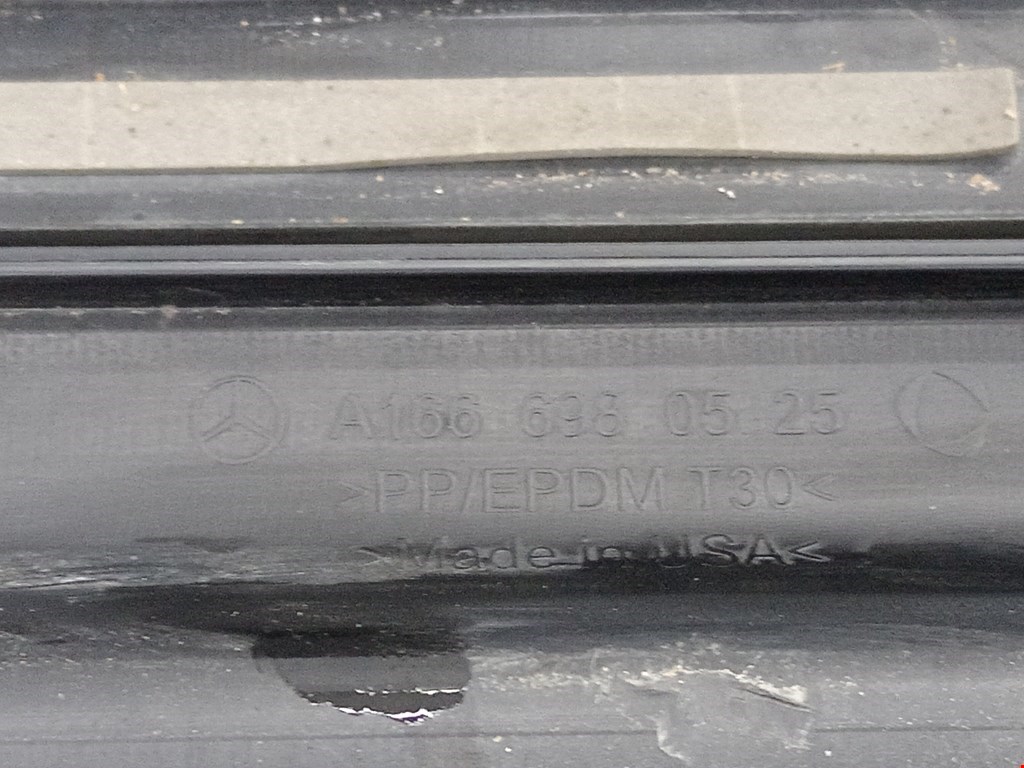 A166 698 05 25
>PP/EPDM T30<
>Made in USA<